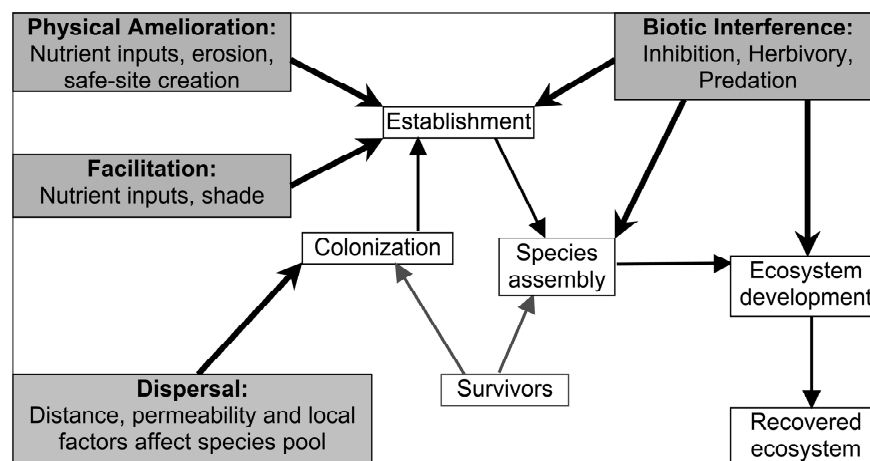 Physical Amelioration:
Nutrient inputs, erosion,
safe-site creation
Biotic Interference:
Inhibition, Herbivory,
Predation
Establishment
Facilitation:
Nutrient inputs, shade
Colonization
Species
assembly
Ecosystem
development
Dispersal:
Distance, permeability and local
factors affect species pool
Survivors
Recovered
ecosystem